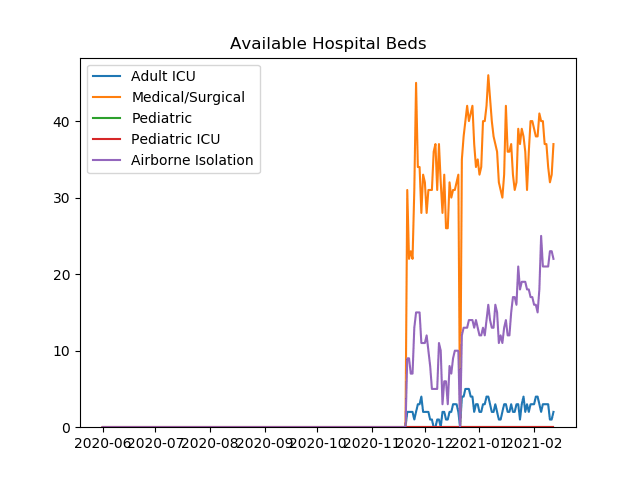 Available Hospital Beds
Adult ICU
Medical/Surgical
Pediatric
Pediatric ICU
Airborne Isolation
40
30
20
10
0
2020-06 2020-07 2020-08 2020-09 2020-10 2020-11 2020-12 2021-01 2021-02